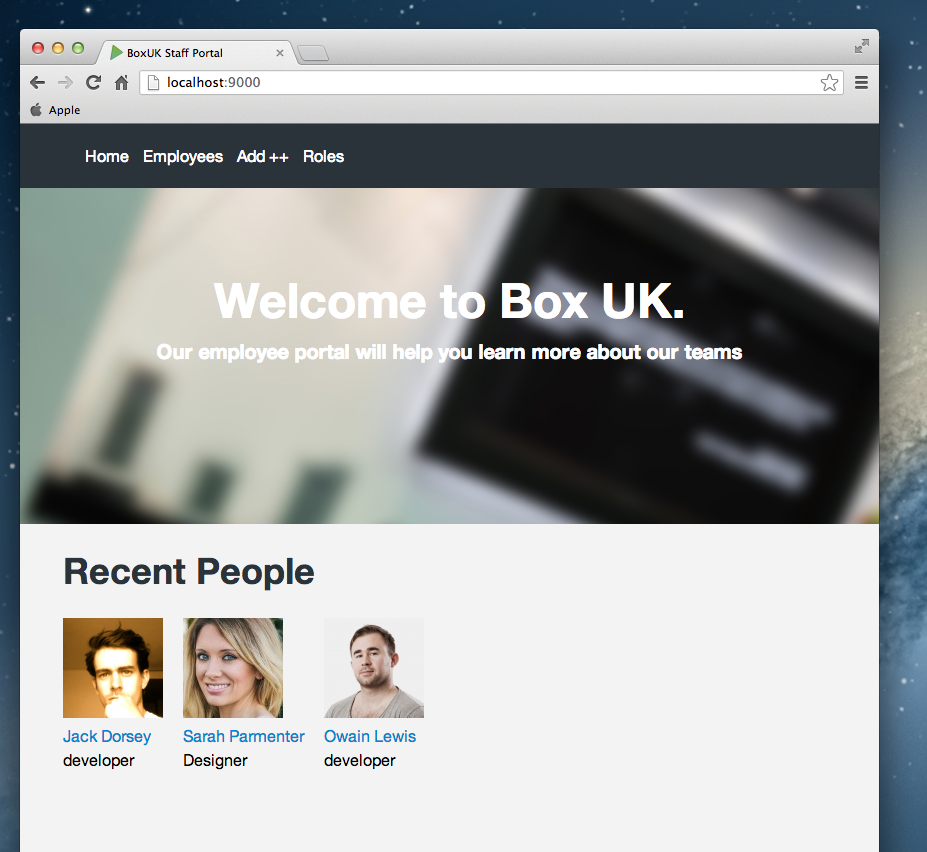 BoxUK Staff Portal
localhost:9000
Apple
Home Employees Add ++ Roles
Welcome to Box UK.
Our employee portal will help you learn more about our teams
Recent People
Jack Dorsey Sarah Parmenter Owain Lewis
developer Designer developer